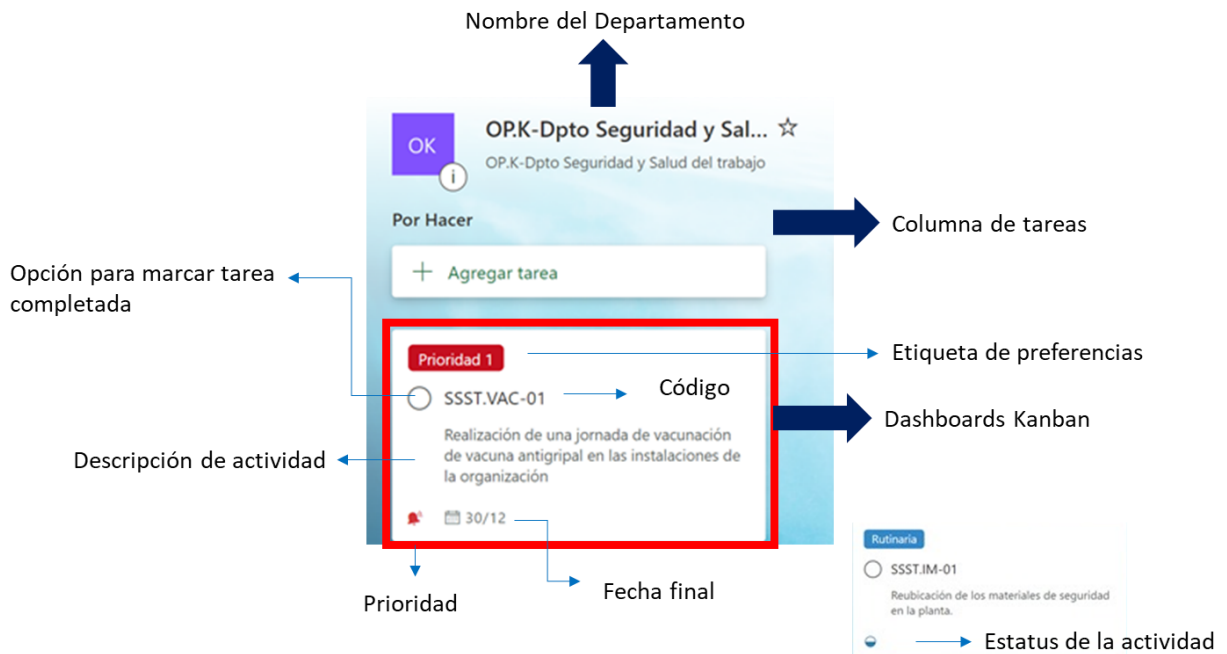 Nombre del Departamento
OK
i
OP.K-Dpto Seguridad y Sal...
OP.K-Dpto Seguridad y Salud del trabajo
Por Hacer
Columna de tareas
Agregar tarea
Opción para marcar tarea
completada
Prioridad 1
Etiqueta de preferencias
SSST.VAC-01
Código
Dashboards Kanban
Realización de una jornada de vacunación
de vacuna antigripal en las instalaciones de
la organización
Descripción de actividad
30/12
Prioridad
Fecha final
Rutinaria
SSST.IM-01
Reubicación de los materiales de seguridad
en la planta.
Estatus de la actividad